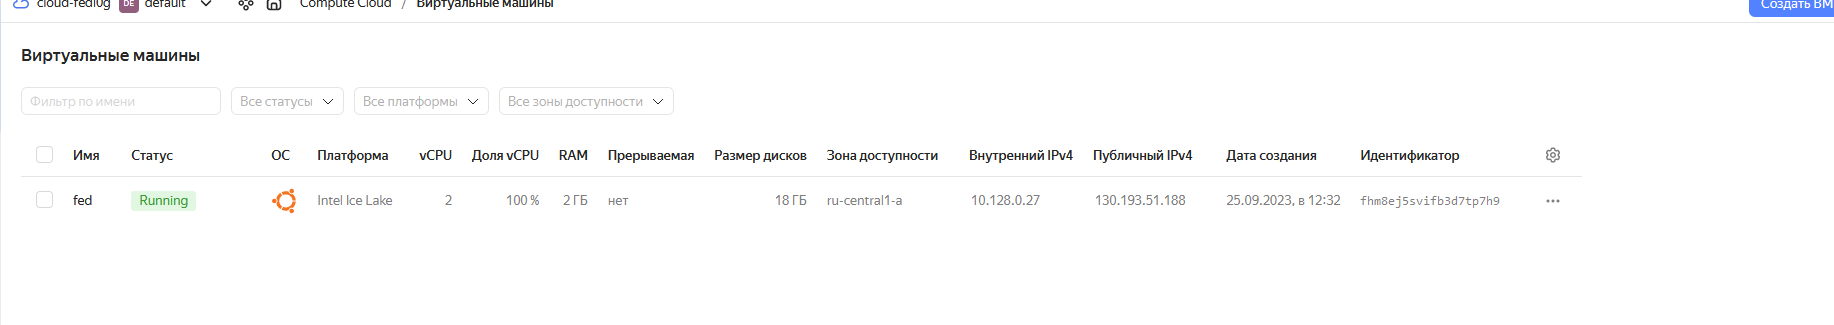 cloud-fedi0g DE default Compute Cloud / Виртуальные машины Создать ВМ
Виртуальные машины
Фильтр по имени Все статусы Все платформы Все зоны доступности
Имя Статус ОС Платформа vCPU Доля vCPU RAM Прерываемая Размер дисков Зона доступности Внутренний IPv4 Публичный IPv4 Дата создания Идентификатор
fed Running Intel Ice Lake 2 100 % 2 ГБ нет 18 ГБ ru-central1-a 10.128.0.27 130.193.51.188 25.09.2023, в 12:32 fhm8ej5svifb3d7tp7h9